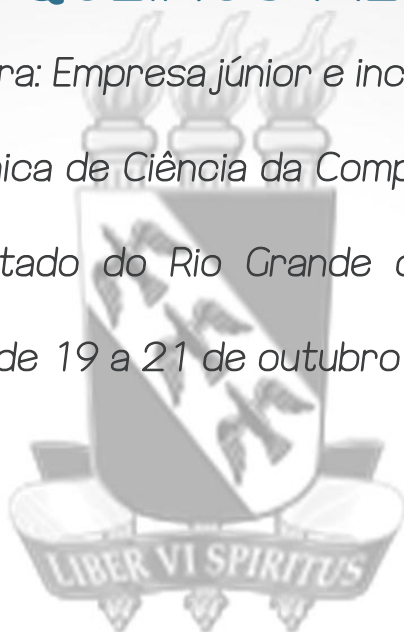 ra: Empresa júnior e inc
ica de Ciência da Comp
tado do Rio Grande
de 19 a 21 de outubro
LIBER VI SPIRITUS